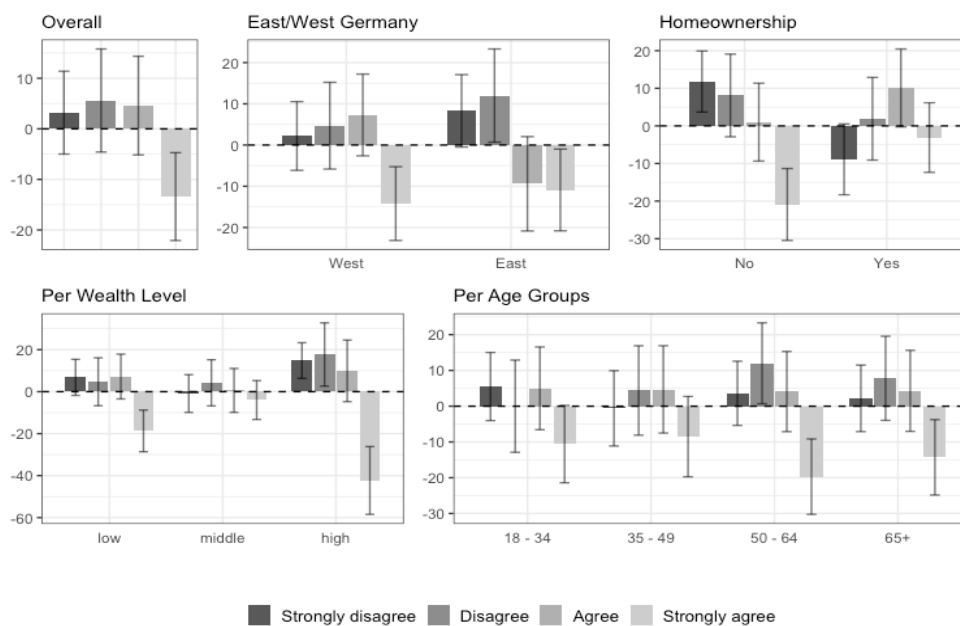 Overall
East/West Germany
Homeownership
10
0
-10
-20
20
10
0
-10
-20
West
East
20
10
0
-10
-20
-30
No
Yes
Per Wealth Level
Per Age Groups
20
0
-20
-40
-60
low
middle
high
20
10
0
-10
-20
-30
18 - 34
35 - 49
50 - 64
65+
Strongly disagree
Disagree
Agree
Strongly agree